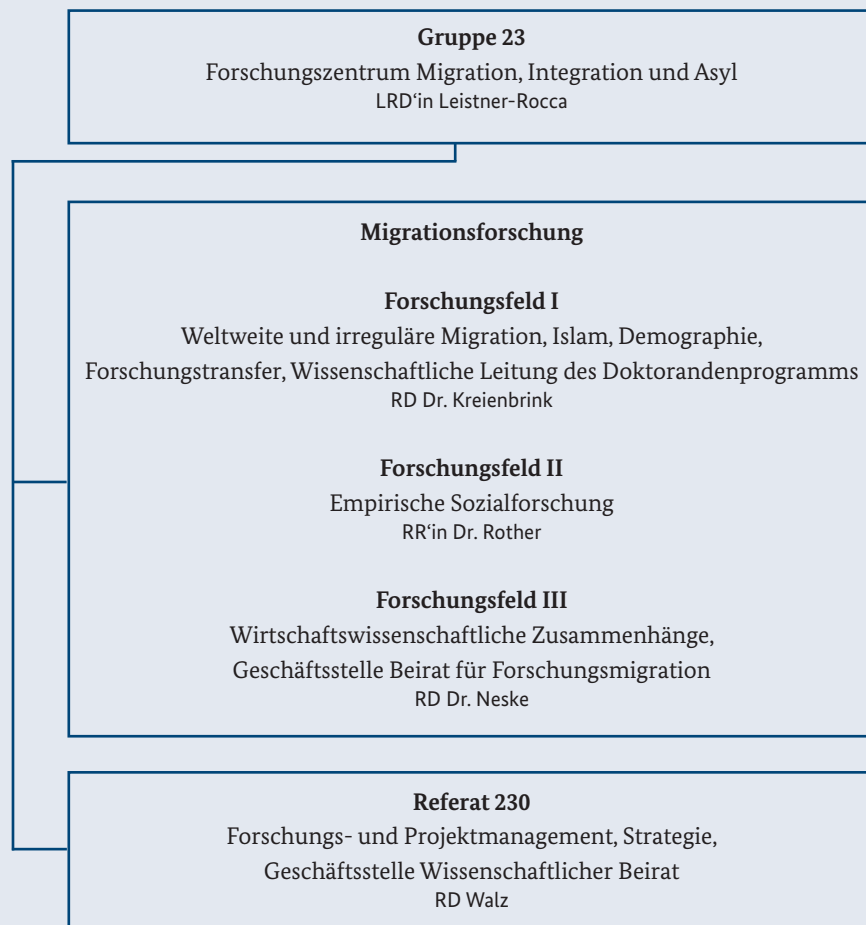 Gruppe 23
Forschungszentrum Migration, Integration und Asyl
LRD‘in Leistner-Rocca
Migrationsforschung
Forschungsfeld I
Weltweite und irreguläre Migration, Islam, Demographie,
Forschungstransfer, Wissenschaftliche Leitung des Doktorandenprogramms
RD Dr. Kreienbrink
Forschungsfeld II
Empirische Sozialforschung
RR‘in Dr. Rother
Forschungsfeld III
Wirtschaftswissenschaftliche Zusammenhänge,
Geschäftsstelle Beirat für Forschungsmigration
RD Dr. Neske
Referat 230
Forschungs- und Projektmanagement, Strategie,
Geschäftsstelle Wissenschaftlicher Beirat
RD Walz